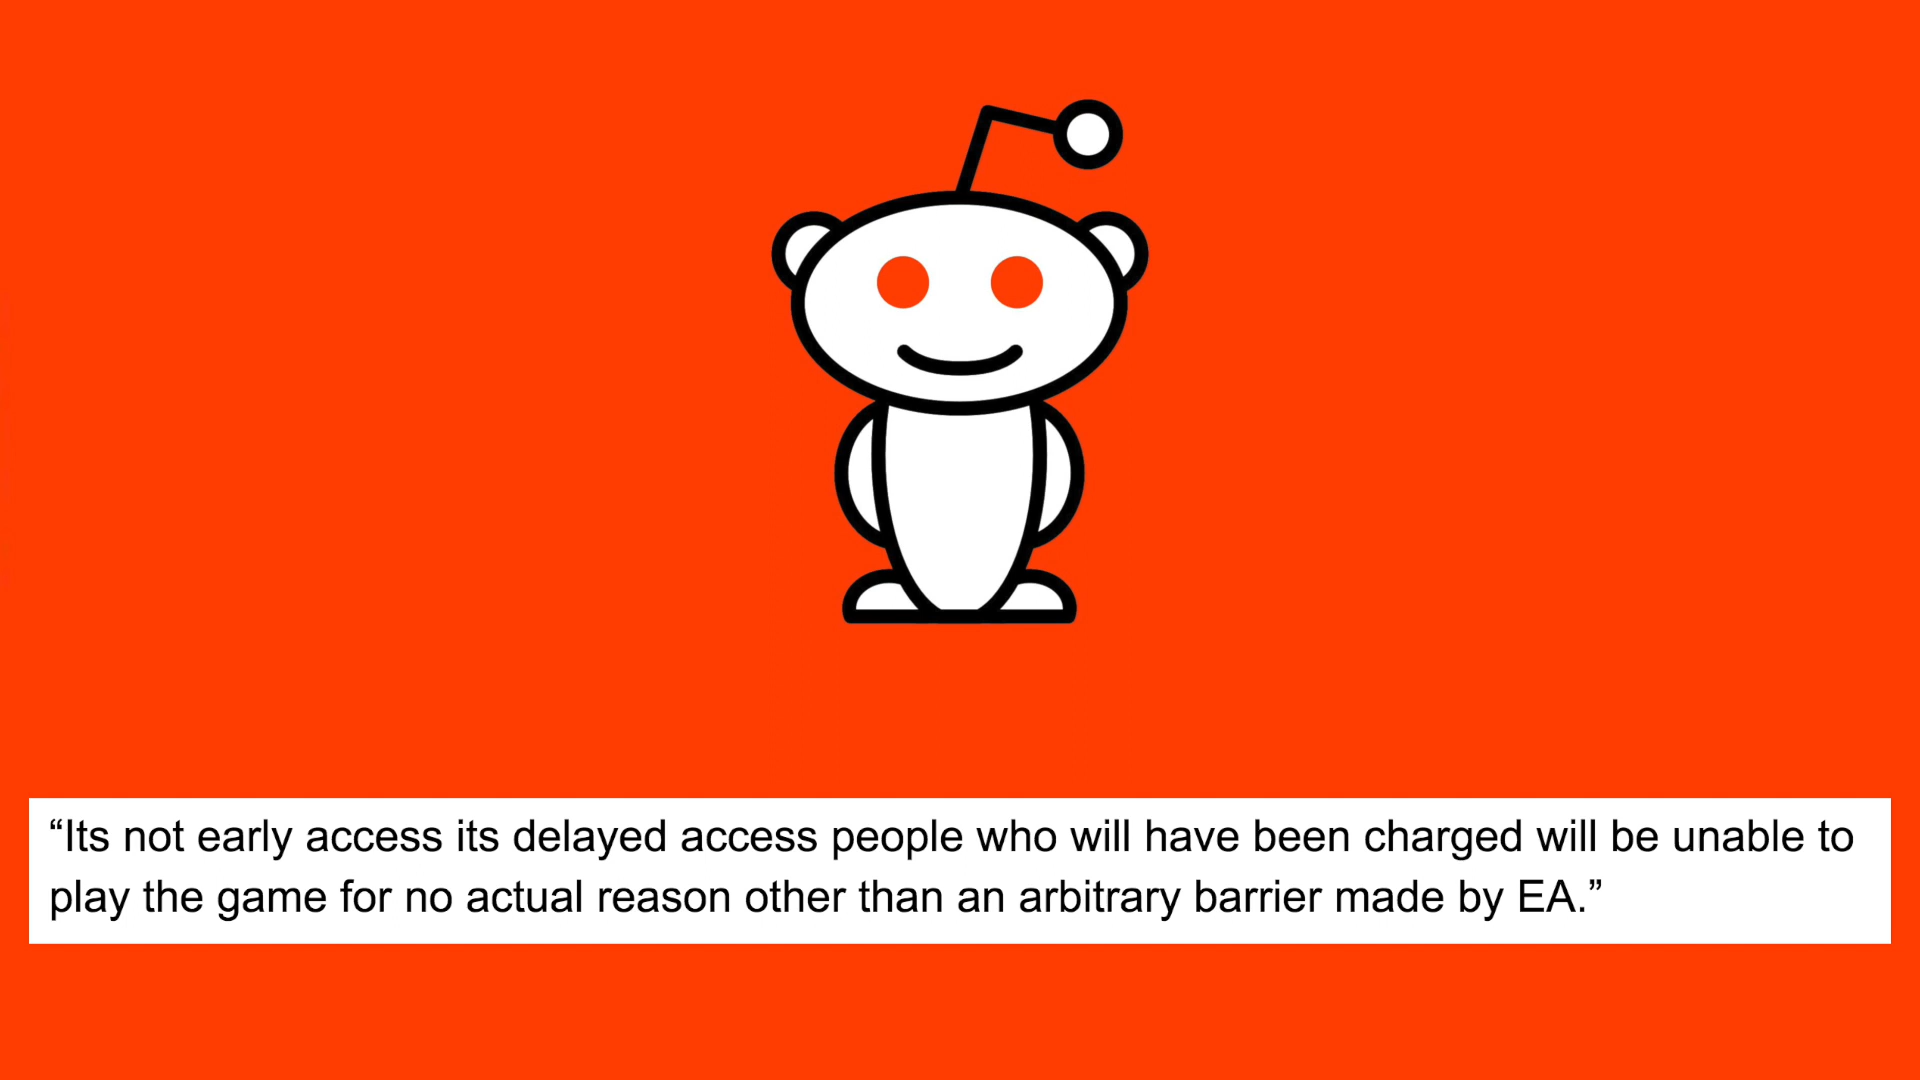 “Its not early access its delayed access people who will have been charged will be unable to
play the game for no actual reason other than an arbitrary barrier made by EA.”